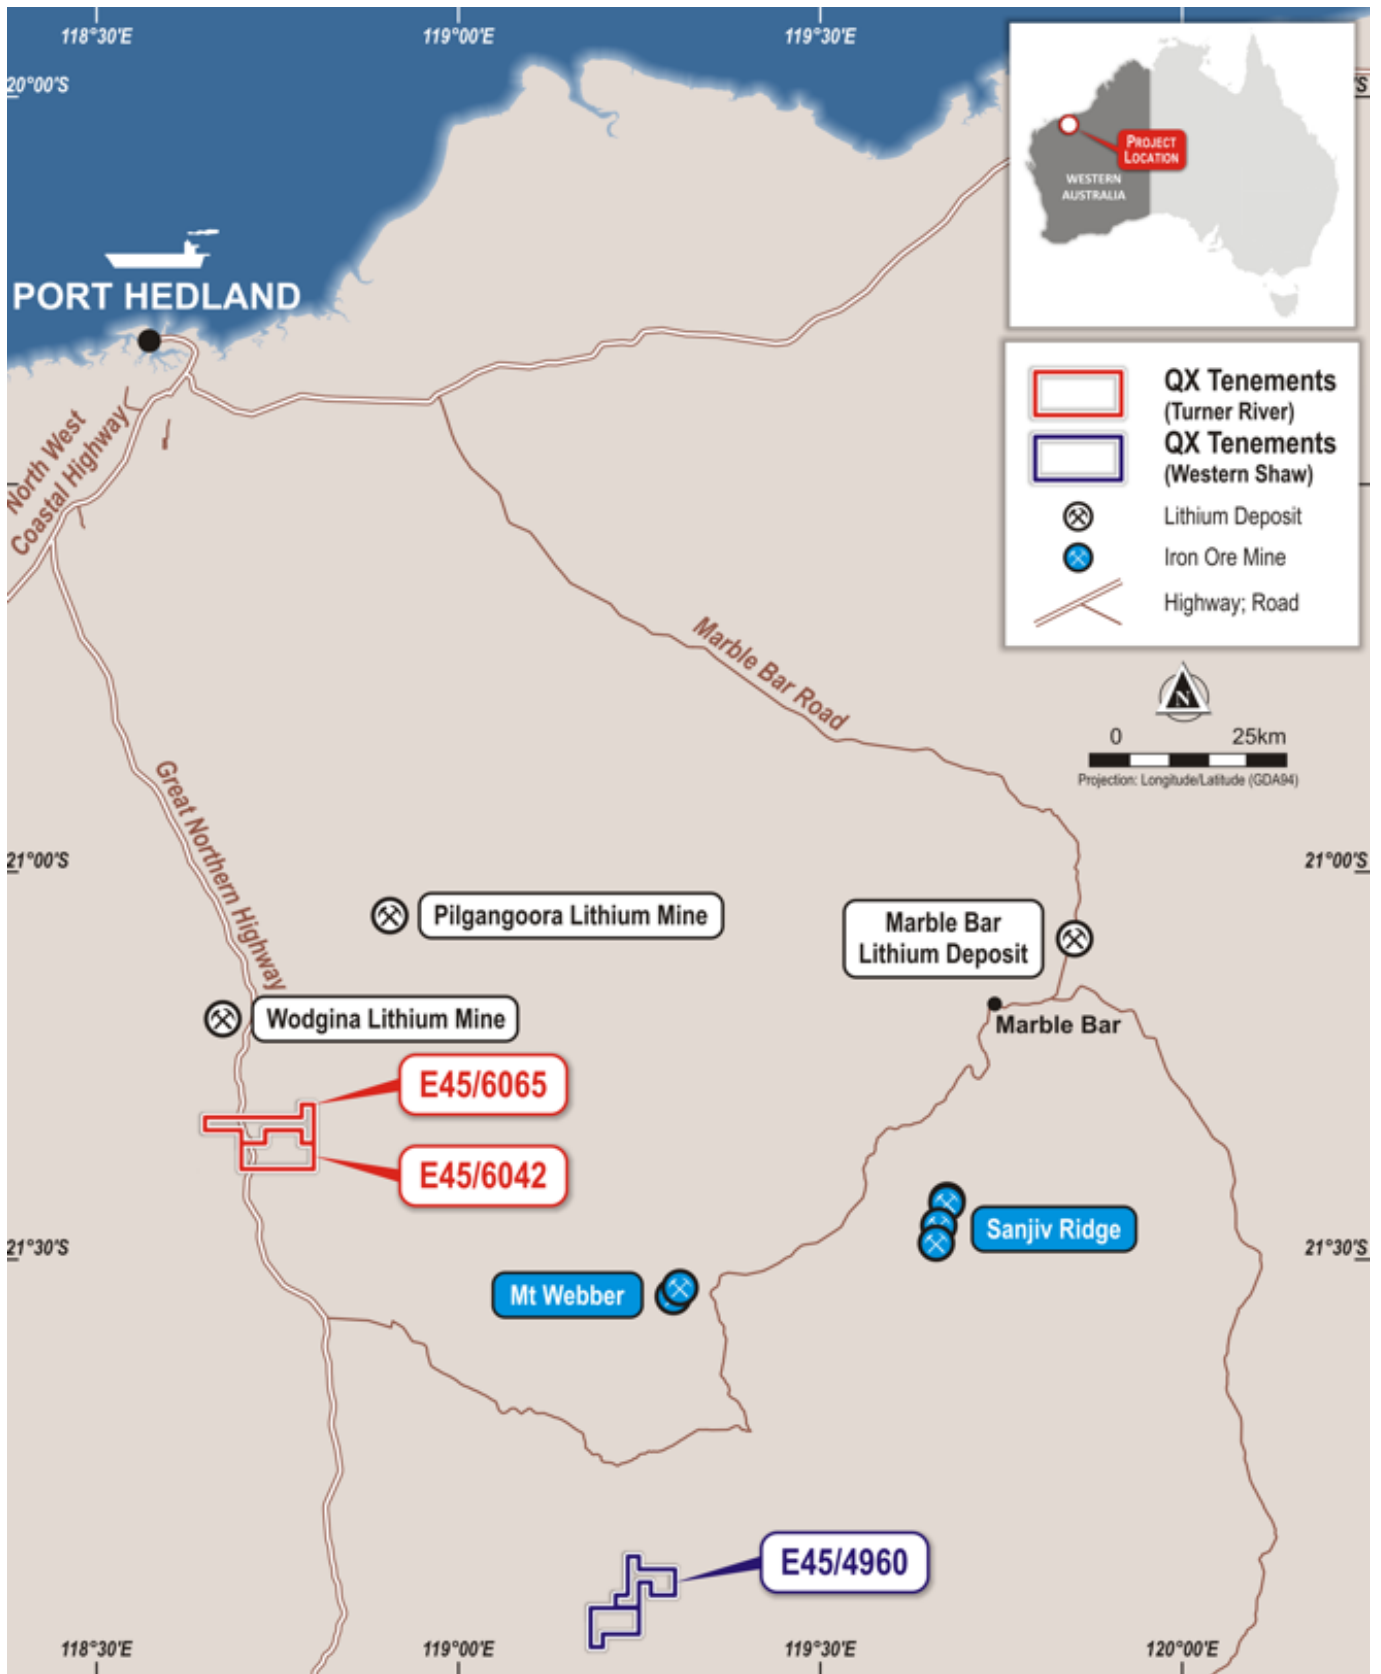 118°30'E
119°00'E
119°30'E
20°00'S
'S
PROJECT
LOCATION
WESTERN
AUSTRALIA
PORT HEDLAND
North West
Coastal Highway
QX Tenements
(Turner River)
QX Tenements
(Western Shaw)
Lithium Deposit
Iron Ore Mine
Highway; Road
Marble Bar Road
N
0 25km
Projection: Longitude/Latitude (GDA94)
Great Northern Highway
21°00'S
21°00'S
Pilgangoora Lithium Mine
Marble Bar
Lithium Deposit
Wodgina Lithium Mine
Marble Bar
E45/6065
E45/6042
Sanjiv Ridge
21°30'S
21°30'S
Mt Webber
E45/4960
118°30'E
119°00'E
119°30'E
120°00'E